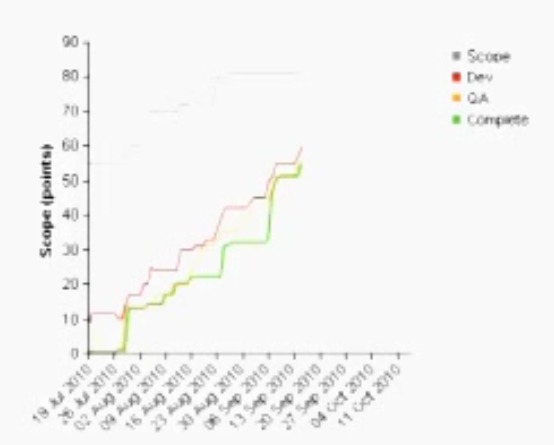 90
80
70
60
50
40
30
20
10
0
Scope (points)
Scope
Dev
QA
Complete
19 Jul 2010
26 Jul 2010
02 Aug 2010
09 Aug 2010
16 Aug 2010
23 Aug 2010
30 Aug 2010
06 Sep 2010
13 Sep 2010
20 Sep 2010
27 Sep 2010
04 Oct 2010
11 Oct 2010